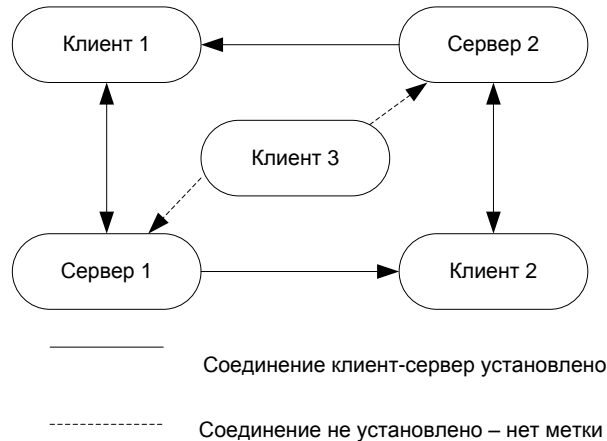 Клиент 1
Сервер 2
Клиент 3
Сервер 1
Клиент 2
Соединение клиент-сервер установлено
Соединение не установлено – нет метки